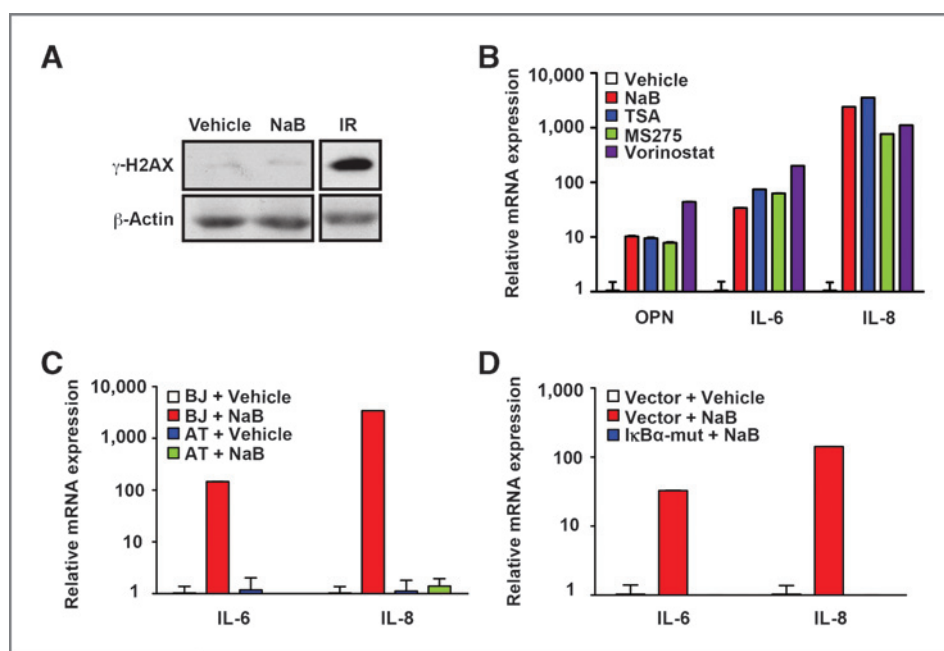 A
Vehicle NaB IR
γ-H2AX
β-Actin
B
Relative mRNA expression
10,000
1,000
100
10
1
Vehicle
NaB
TSA
MS275
Vorinostat
OPN IL-6 IL-8
C
Relative mRNA expression
10,000
1,000
100
10
1
BJ + Vehicle
BJ + NaB
AT + Vehicle
AT + NaB
IL-6 IL-8
D
Relative mRNA expression
1,000
100
10
1
Vector + Vehicle
Vector + NaB
IκBα-mut + NaB
IL-6 IL-8